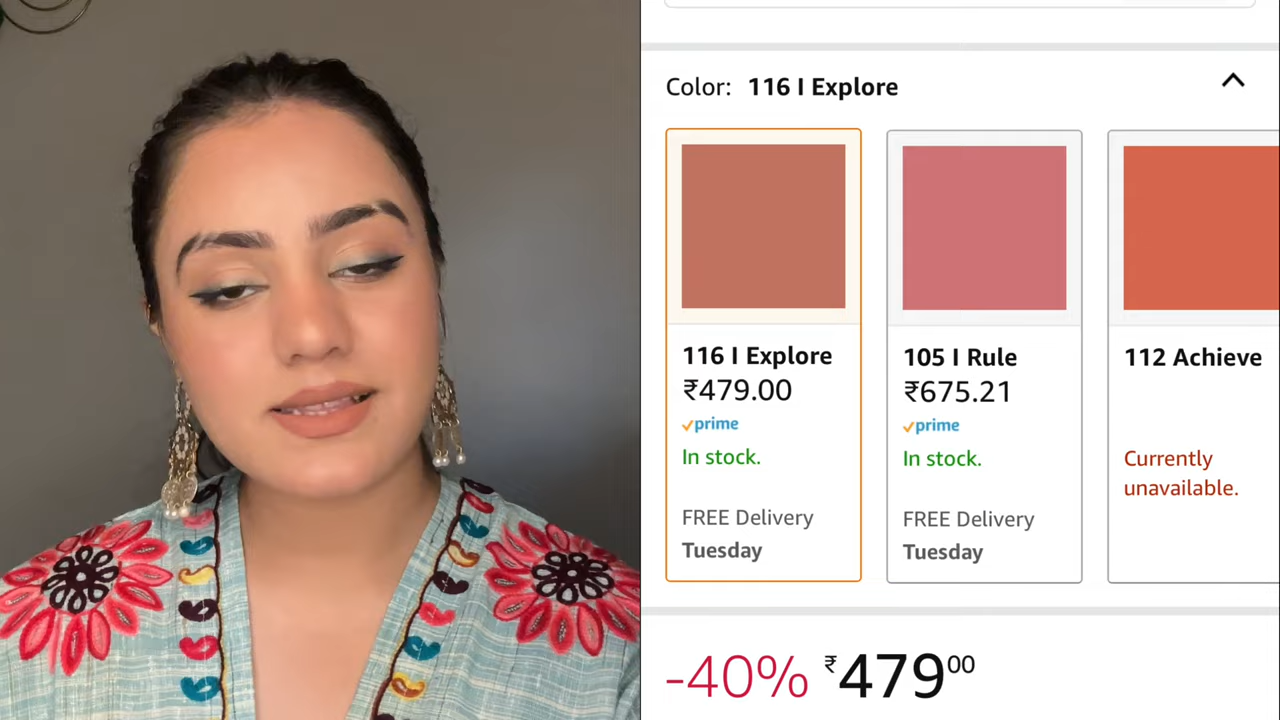 Color: 116 I Explore
116 I Explore
₹479.00
prime
In stock.
FREE Delivery
Tuesday
105 I Rule
₹675.21
prime
In stock.
FREE Delivery
Tuesday
112 Achieve
Currently
unavailable.
-40% ₹47900